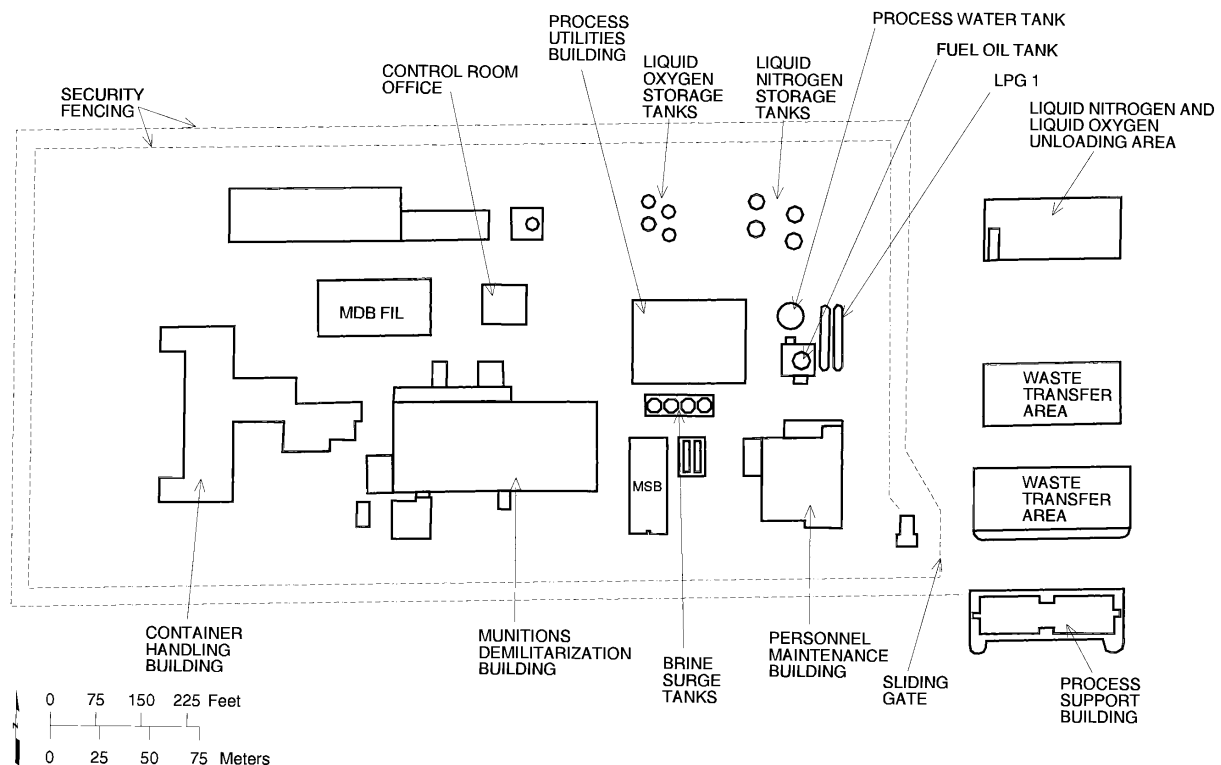 PROCESS
UTILITIES
BUILDING
PROCESS WATER TANK
FUEL OIL TANK
LIQUID
OXYGEN
STORAGE
TANKS
LIQUID
NITROGEN
STORAGE
TANKS
CONTROL ROOM
OFFICE
LPG 1
SECURITY
FENCING
LIQUID NITROGEN AND
LIQUID OXYGEN
UNLOADING AREA
MDB FIL
WASTE
TRANSFER
AREA
MSB
WASTE
TRANSFER
AREA
CONTAINER
HANDLING
BUILDING
MUNITIONS
DEMILITARIZATION
BUILDING
BRINE
SURGE
TANKS
PERSONNEL
MAINTENANCE
BUILDING
SLIDING
GATE
PROCESS
SUPPORT
BUILDING
N
0 75 150 225 Feet
0 25 50 75 Meters